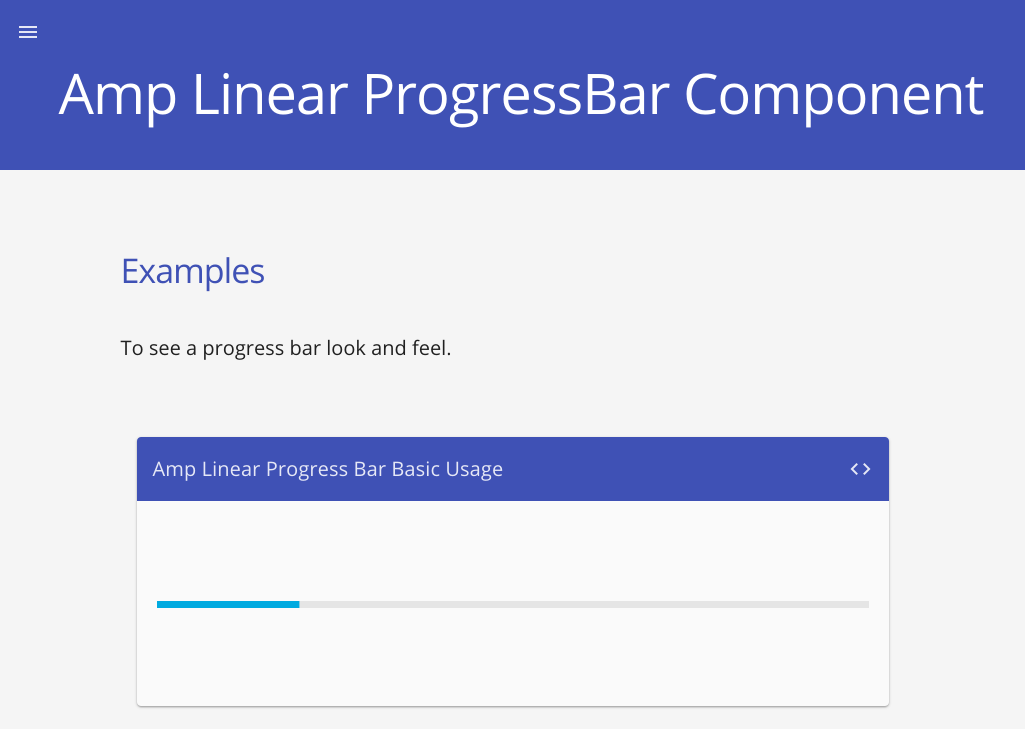 Amp Linear ProgressBar Component
Examples
To see a progress bar look and feel.
Amp Linear Progress Bar Basic Usage